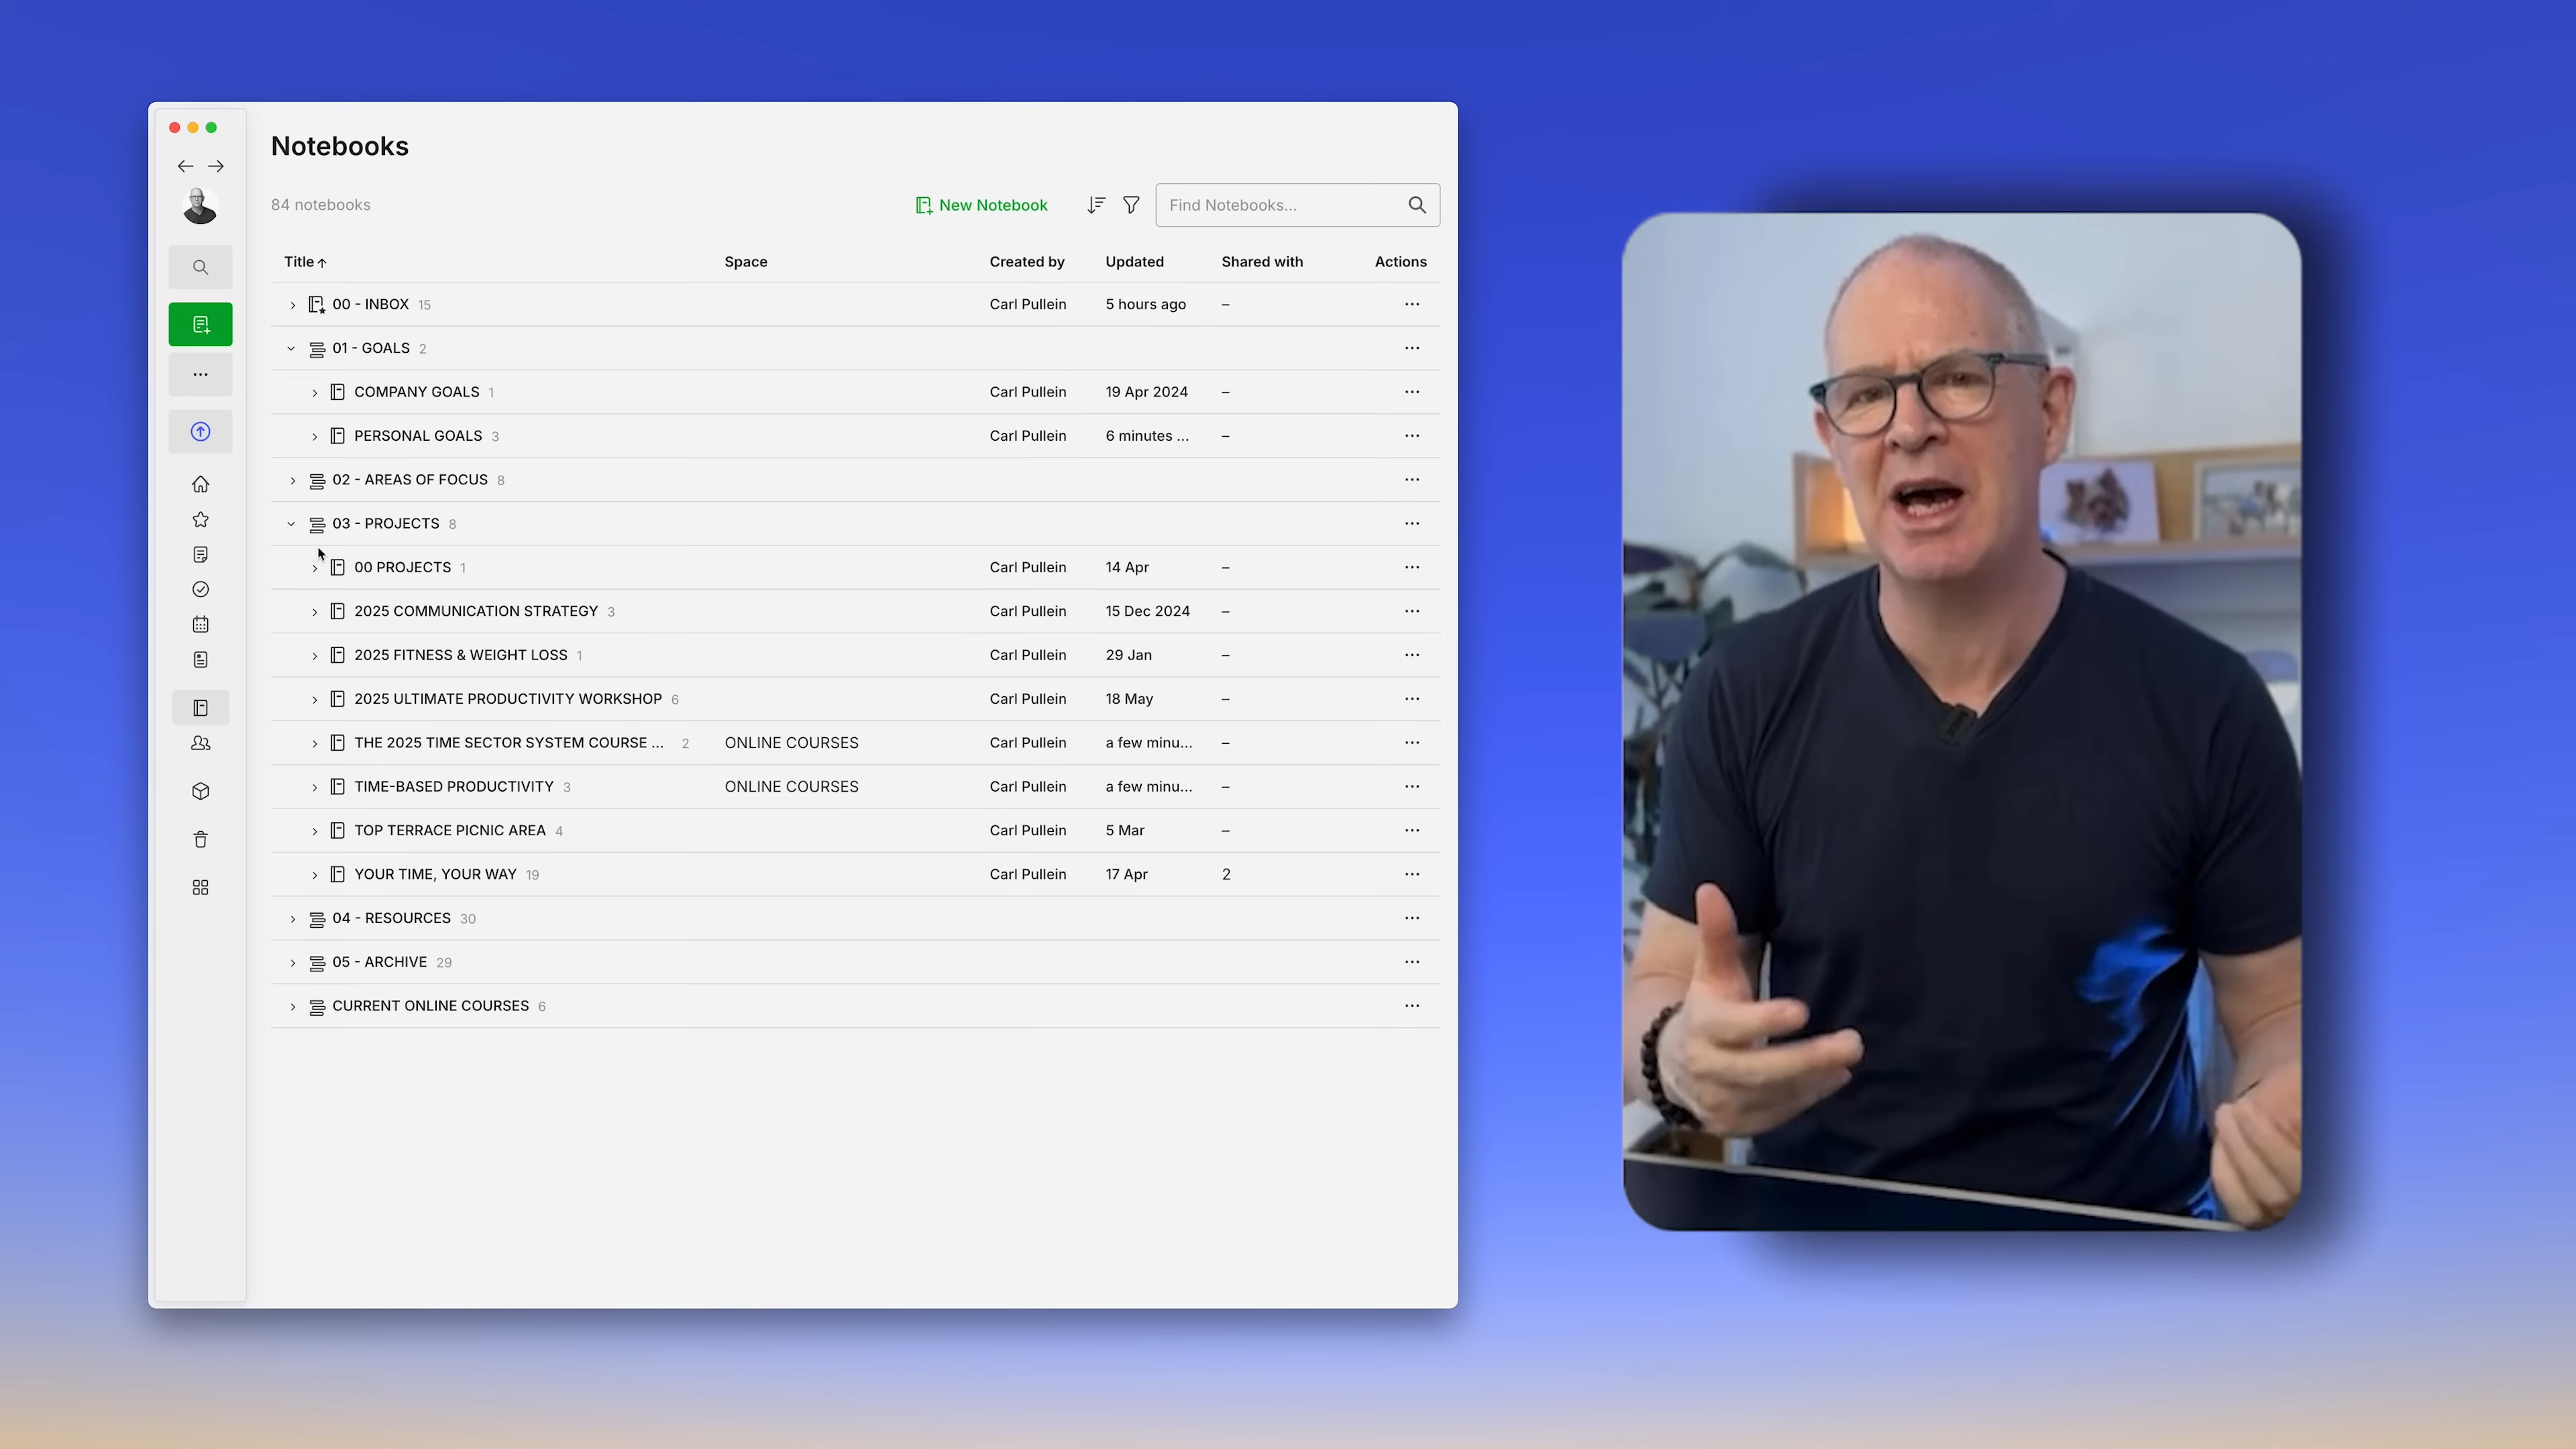 Notebooks
84 notebooks
New Notebook
Find Notebooks...
Title Space Created by Updated Shared with Actions
00 - INBOX 15 Carl Pullein 5 hours ago –
01 - GOALS 2
COMPANY GOALS 1 Carl Pullein 19 Apr 2024 –
PERSONAL GOALS 3 Carl Pullein 6 minutes ... –
02 - AREAS OF FOCUS 8
03 - PROJECTS 8
00 PROJECTS 1 Carl Pullein 14 Apr –
2025 COMMUNICATION STRATEGY 3 Carl Pullein 15 Dec 2024 –
2025 FITNESS & WEIGHT LOSS 1 Carl Pullein 29 Jan –
2025 ULTIMATE PRODUCTIVITY WORKSHOP 6 Carl Pullein 18 May –
THE 2025 TIME SECTOR SYSTEM COURSE ... 2 ONLINE COURSES Carl Pullein a few minu... –
TIME-BASED PRODUCTIVITY 3 ONLINE COURSES Carl Pullein a few minu... –
TOP TERRACE PICNIC AREA 4 Carl Pullein 5 Mar –
YOUR TIME, YOUR WAY 19 Carl Pullein 17 Apr 2
04 - RESOURCES 30
05 - ARCHIVE 29
CURRENT ONLINE COURSES 6